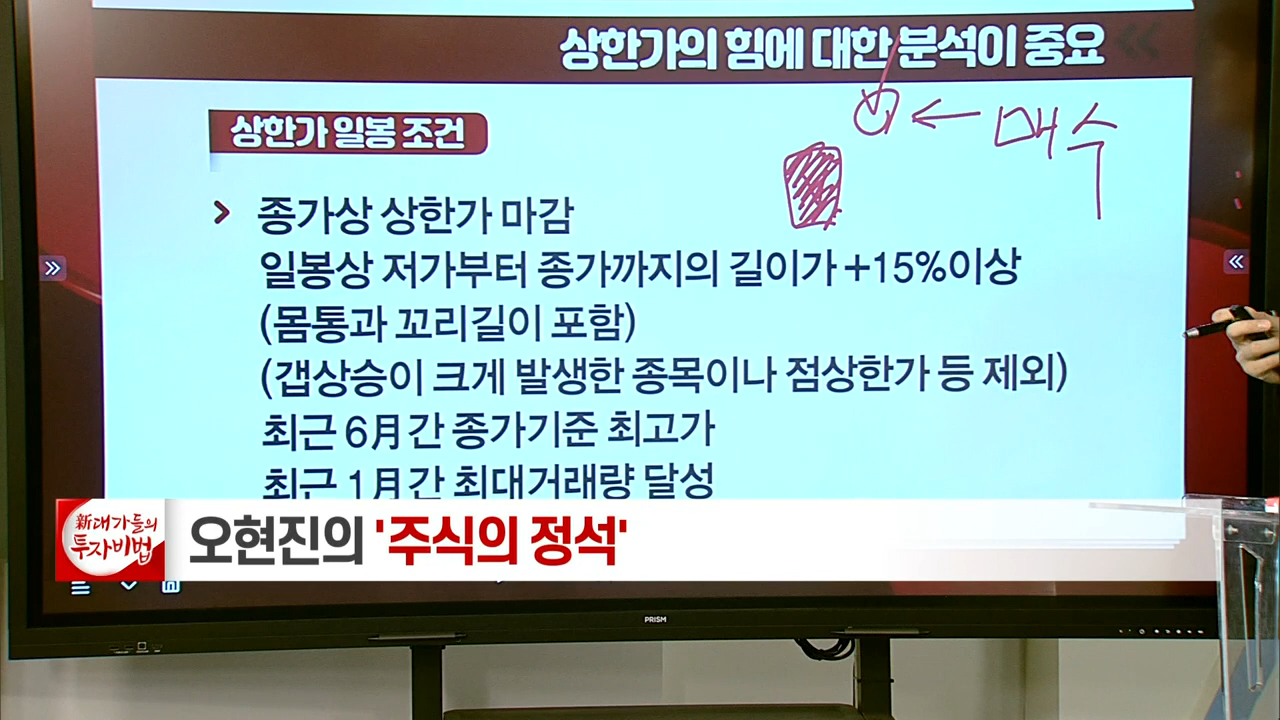 상한가의 힘에 대한 분석이 중요
매수
상한가 일봉 조건
종가상 상한가 마감
일봉상 저가부터 종가까지의 길이가 +15%이상
(몸통과 꼬리길이 포함)
(갭상승이 크게 발생한 종목이나 점상한가 등 제외)
최근 6月간 종가기준 최고가
최근 1月간 최대거래량 달성
新대가들의
투자비법
오현진의 '주식의 정석'
PRISM